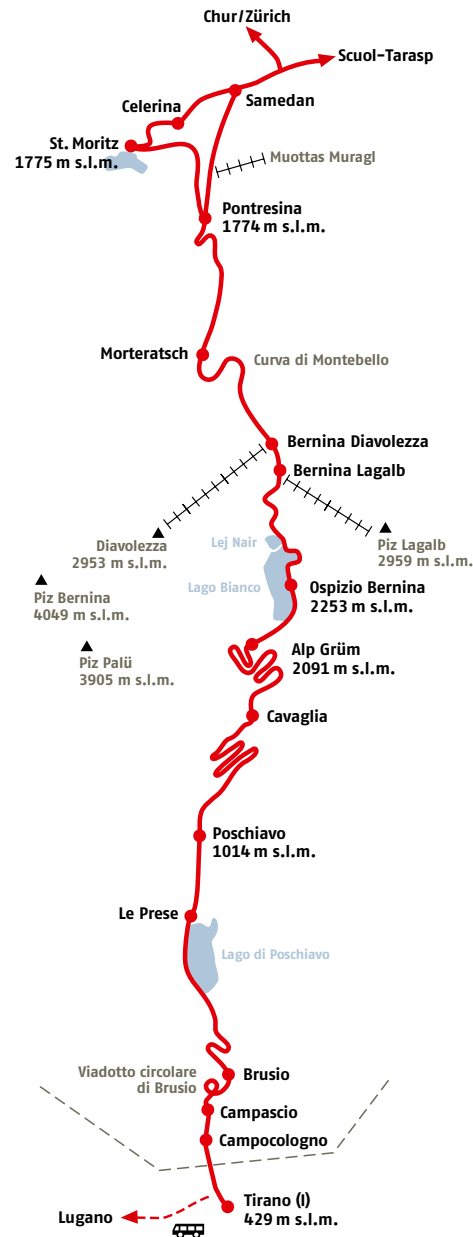 Chur/Zürich
Scuol-Tarasp
Celerina
Samedan
St. Moritz
1775 m s.l.m.
Muottas Muragl
Pontresina
1774 m s.l.m.
Morteratsch
Curva di Montebello
Bernina Diavolezza
Bernina Lagalb
Diavolezza
2953 m s.l.m.
Lej Nair
Piz Lagalb
2959 m s.l.m.
Piz Bernina
4049 m s.l.m.
Lago Bianco
Ospizio Bernina
2253 m s.l.m.
Piz Palü
3905 m s.l.m.
Alp Grüm
2091 m s.l.m.
Cavaglia
Poschiavo
1014 m s.l.m.
Le Prese
Lago di Poschiavo
Viadotto circolare
di Brusio
Brusio
Campascio
Campocologno
Tirano (I)
429 m s.l.m.
Lugano